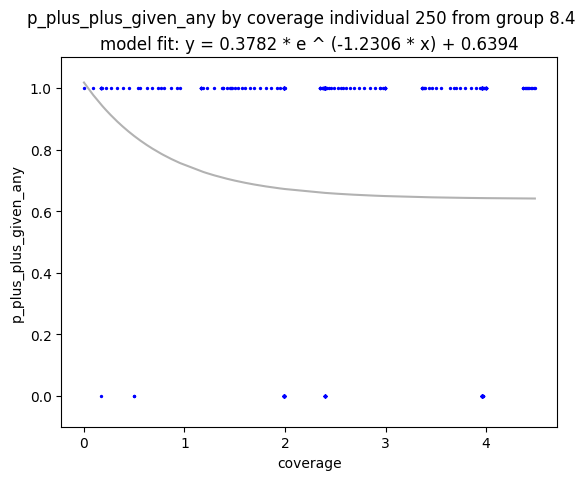 p_plus_plus_given_any by coverage individual 250 from group 8.4
model fit: y = 0.3782 * e ^ (-1.2306 * x) + 0.6394
1.0
0.8
0.6
0.4
0.2
0.0
p_plus_plus_given_any
0 1 2 3 4
coverage